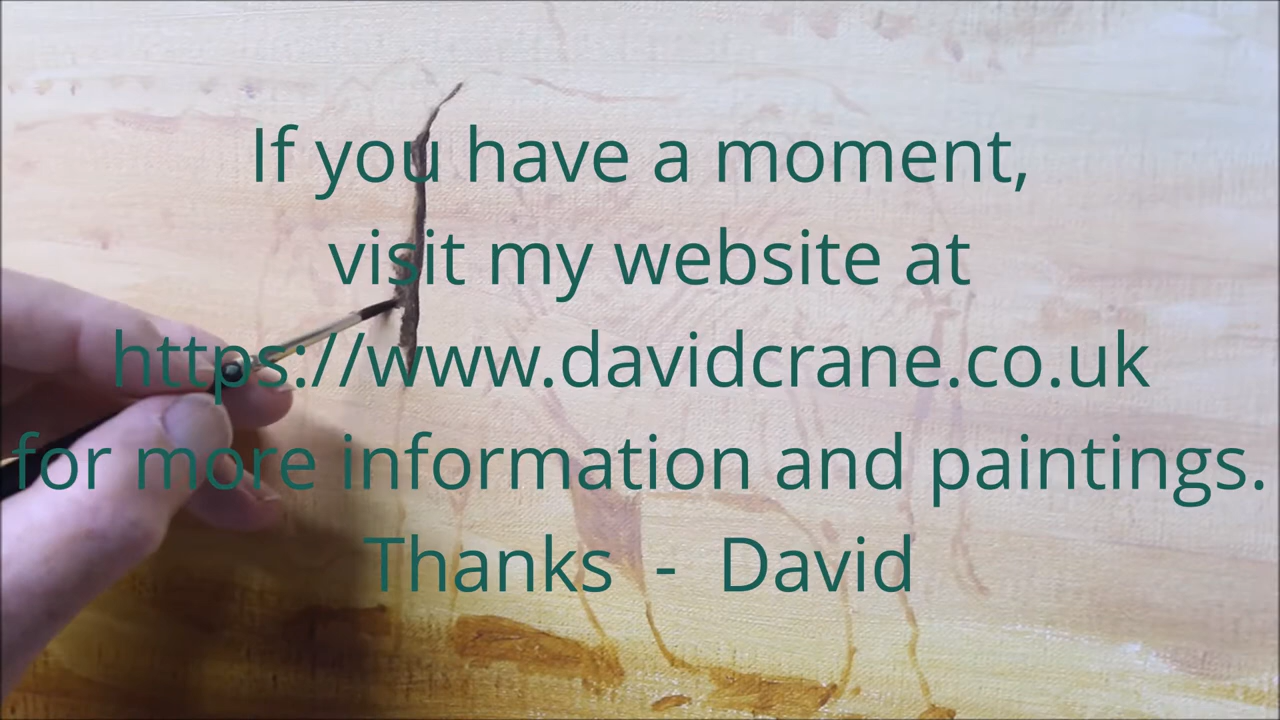 If you have a moment,
visit my website at
https://www.davidcrane.co.uk
for more information and paintings.
Thanks - David